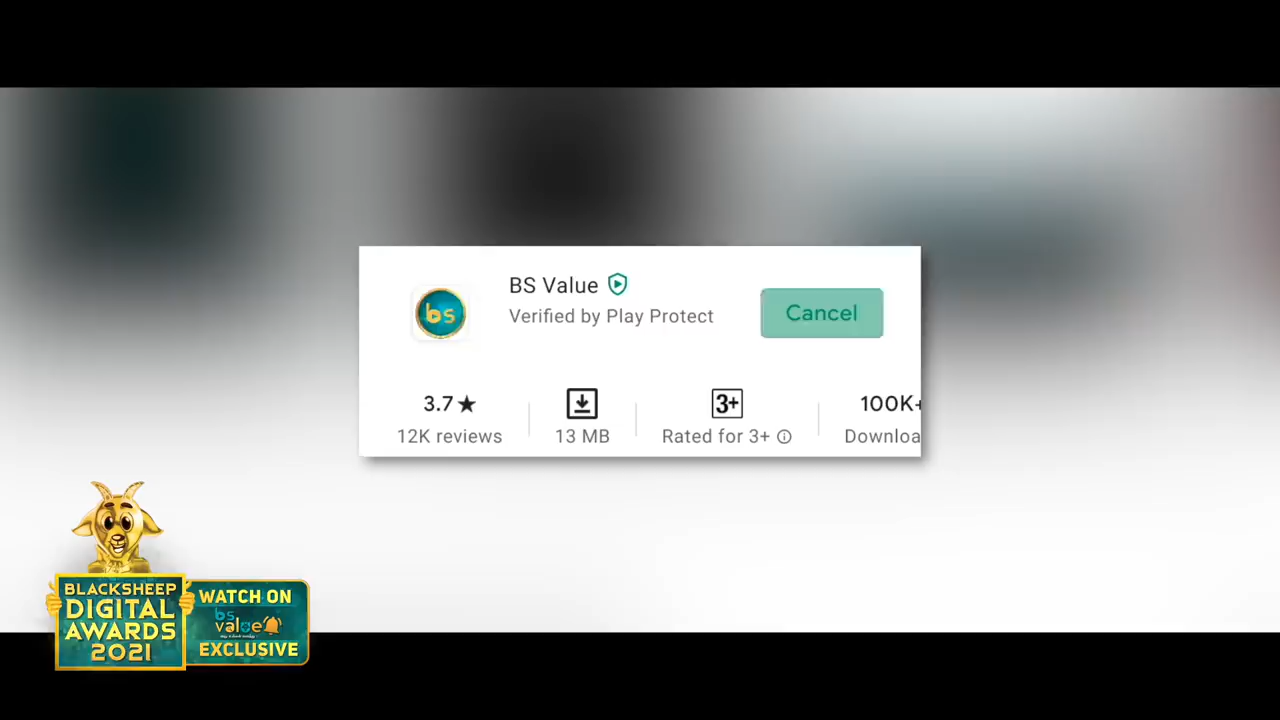 BS Value
Verified by Play Protect
Cancel
bs
3.7★
12K reviews
13 MB
3+
Rated for 3+
100K+
Downloa
BLACKSHEEP
DIGITAL
AWARDS
2021
WATCH ON
bs
value
EXCLUSIVE